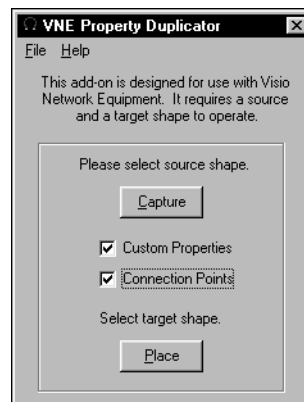 VNE Property Duplicator
File Help
This add-on is designed for use with Visio
Network Equipment. It requires a source
and a target shape to operate.
Please select source shape.
Capture
Custom Properties
Connection Points
Select target shape.
Place